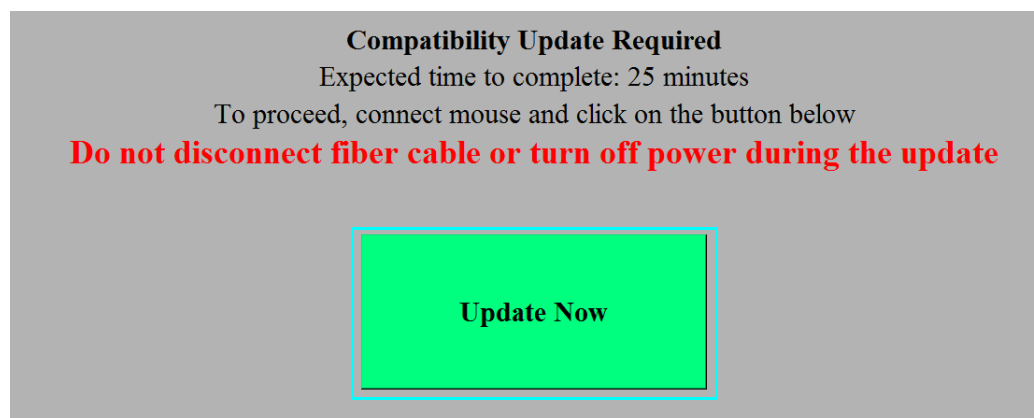 Compatibility Update Required
Expected time to complete: 25 minutes
To proceed, connect mouse and click on the button below
Do not disconnect fiber cable or turn off power during the update
Update Now